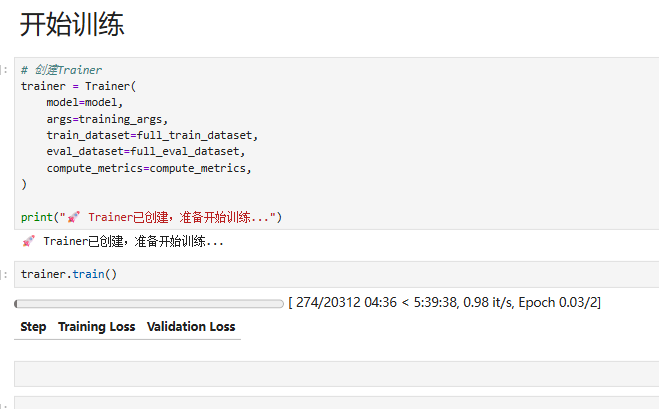 开始训练
]:
# 创建Trainer
trainer = Trainer(
model=model,
args=training_args,
train_dataset=full_train_dataset,
eval_dataset=full_eval_dataset,
compute_metrics=compute_metrics,
)
print("🚀 Trainer已创建，准备开始训练...")
🚀 Trainer已创建，准备开始训练...
]:
trainer.train()
[ 274/20312 04:36 < 5:39:38, 0.98 it/s, Epoch 0.03/2]
Step Training Loss Validation Loss
]: